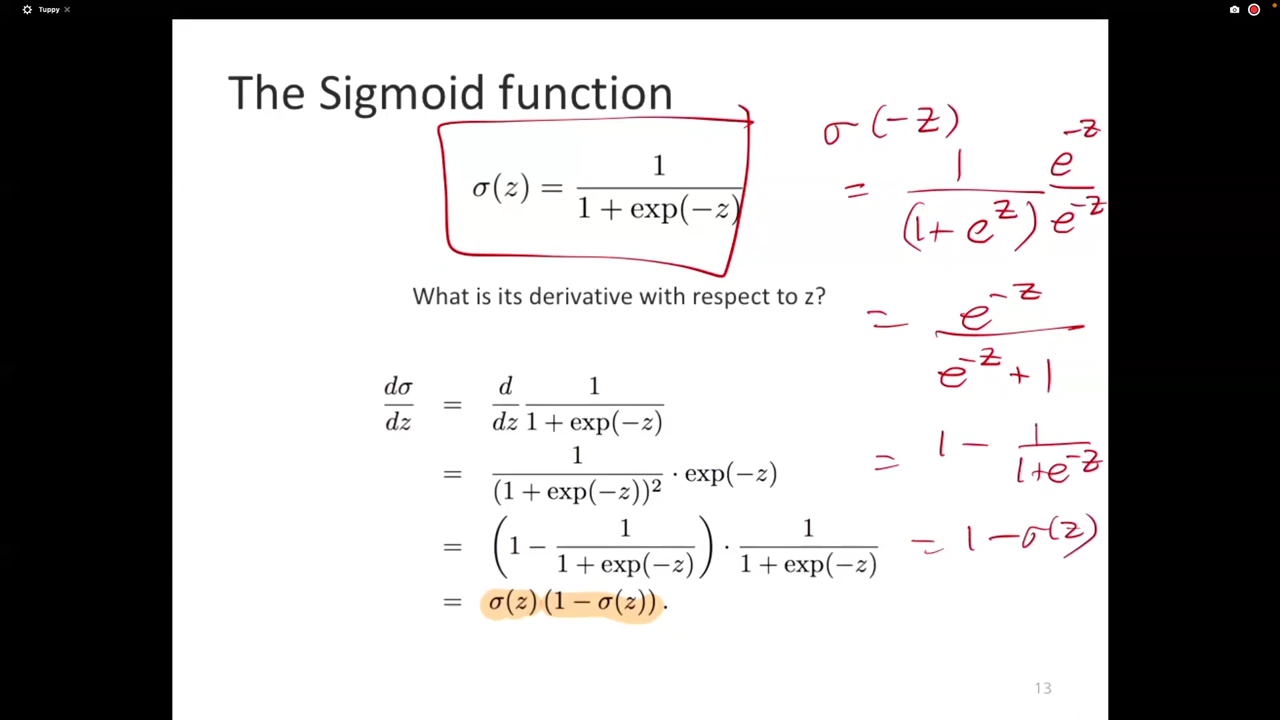 Tuppy ×
The Sigmoid function
σ(z) = 1 / (1 + exp(−z))
What is its derivative with respect to z?
dσ/dz = d/dz 1 / (1 + exp(−z))
= 1 / (1 + exp(−z))² · exp(−z)
= (1 − 1 / (1 + exp(−z))) · 1 / (1 + exp(−z))
= σ(z) (1 − σ(z)).
σ(−z)
= 1 / (1 + e^z) e^−z / e^−z
= e^−z / (e^−z + 1)
= 1 − 1 / (1+e^−z)
= 1 − σ(z)
13